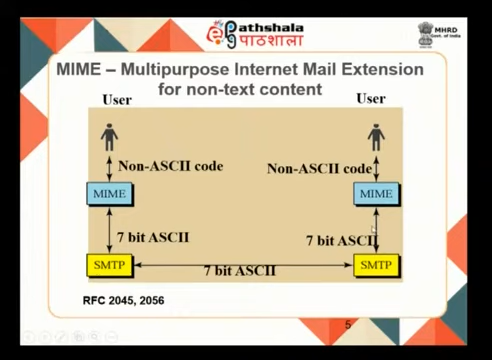 ePathshala
पाठशाला
MHRD
Govt. of India
MIME – Multipurpose Internet Mail Extension
for non-text content
User
User
Non-ASCII code
Non-ASCII code
MIME
MIME
7 bit ASCII
7 bit ASCII
SMTP
7 bit ASCII
SMTP
RFC 2045, 2056
5